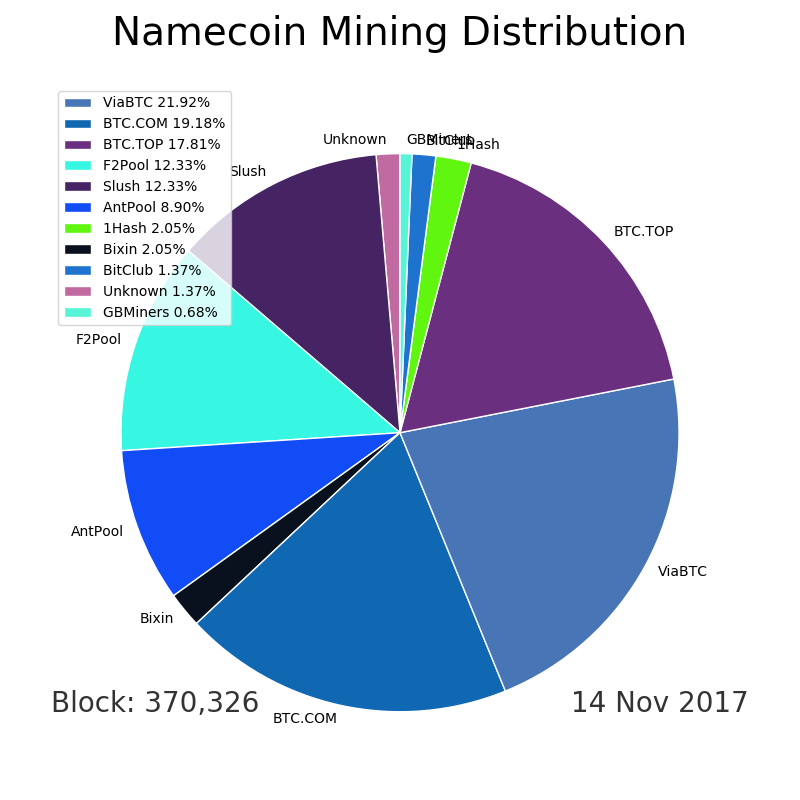 Namecoin Mining Distribution
ViaBTC 21.92%
BTC.COM 19.18%
BTC.TOP 17.81%
F2Pool 12.33%
Slush 12.33%
AntPool 8.90%
1Hash 2.05%
Bixin 2.05%
BitClub 1.37%
Unknown 1.37%
GBMiners 0.68%
Unknown
GBMiners
BitClub
1Hash
Slush
BTC.TOP
F2Pool
AntPool
ViaBTC
Bixin
BTC.COM
Block: 370,326
14 Nov 2017